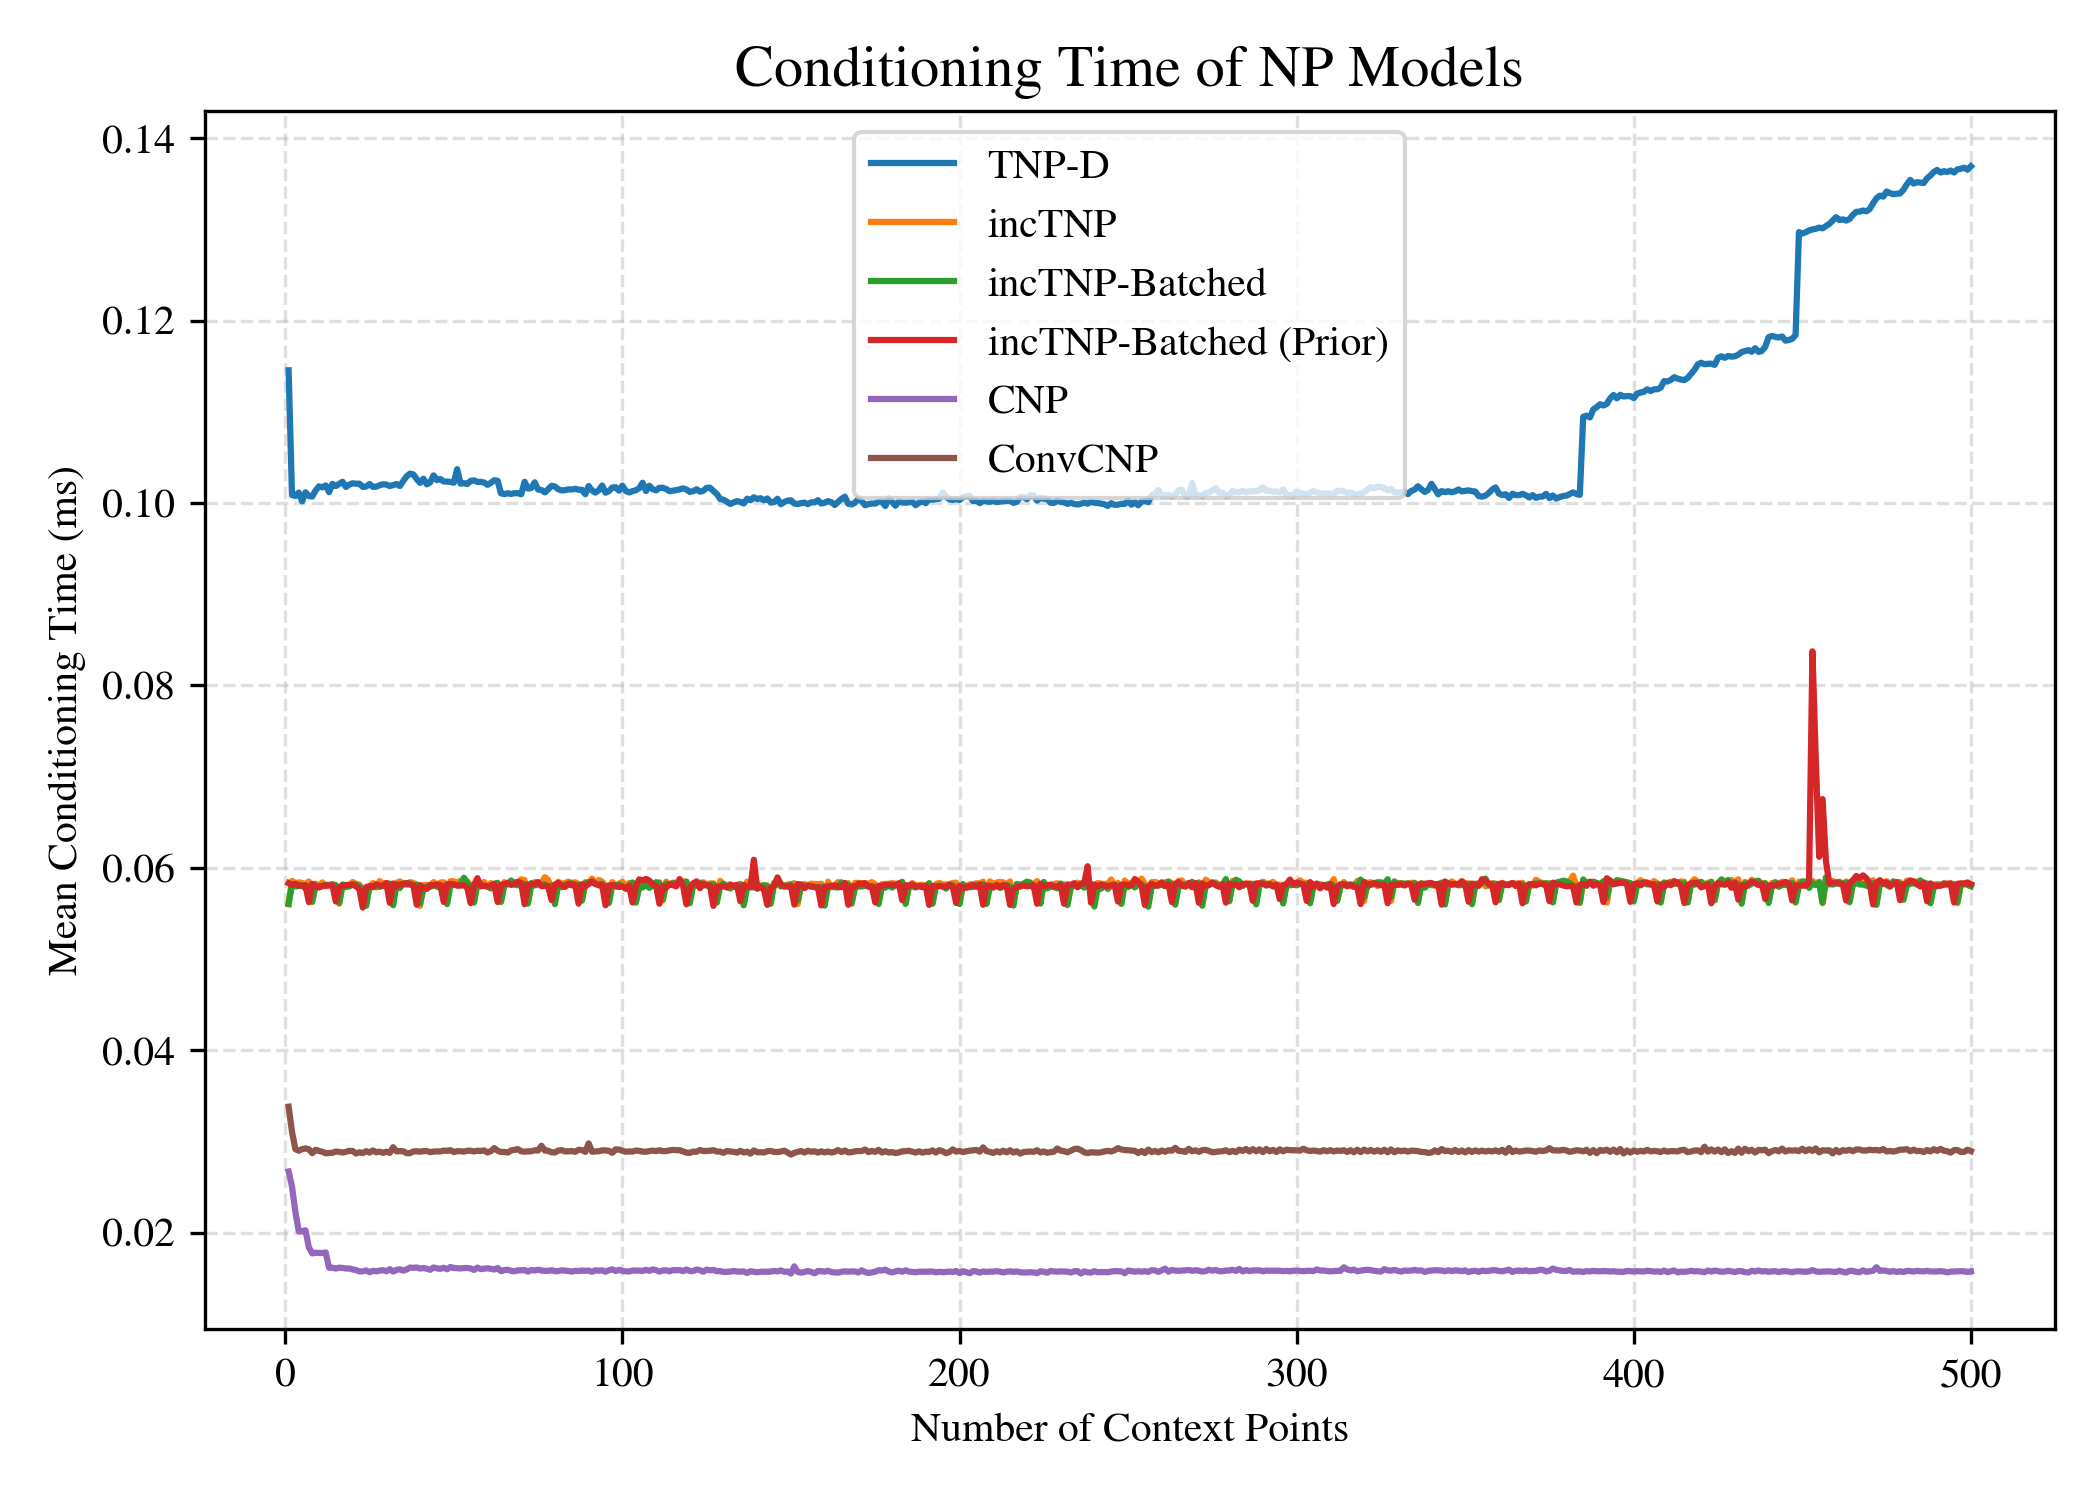 Conditioning Time of NP Models
0.14
0.12
0.10
0.08
0.06
0.04
0.02
Mean Conditioning Time (ms)
TNP-D
incTNP
incTNP-Batched
incTNP-Batched (Prior)
CNP
ConvCNP
0 100 200 300 400 500
Number of Context Points